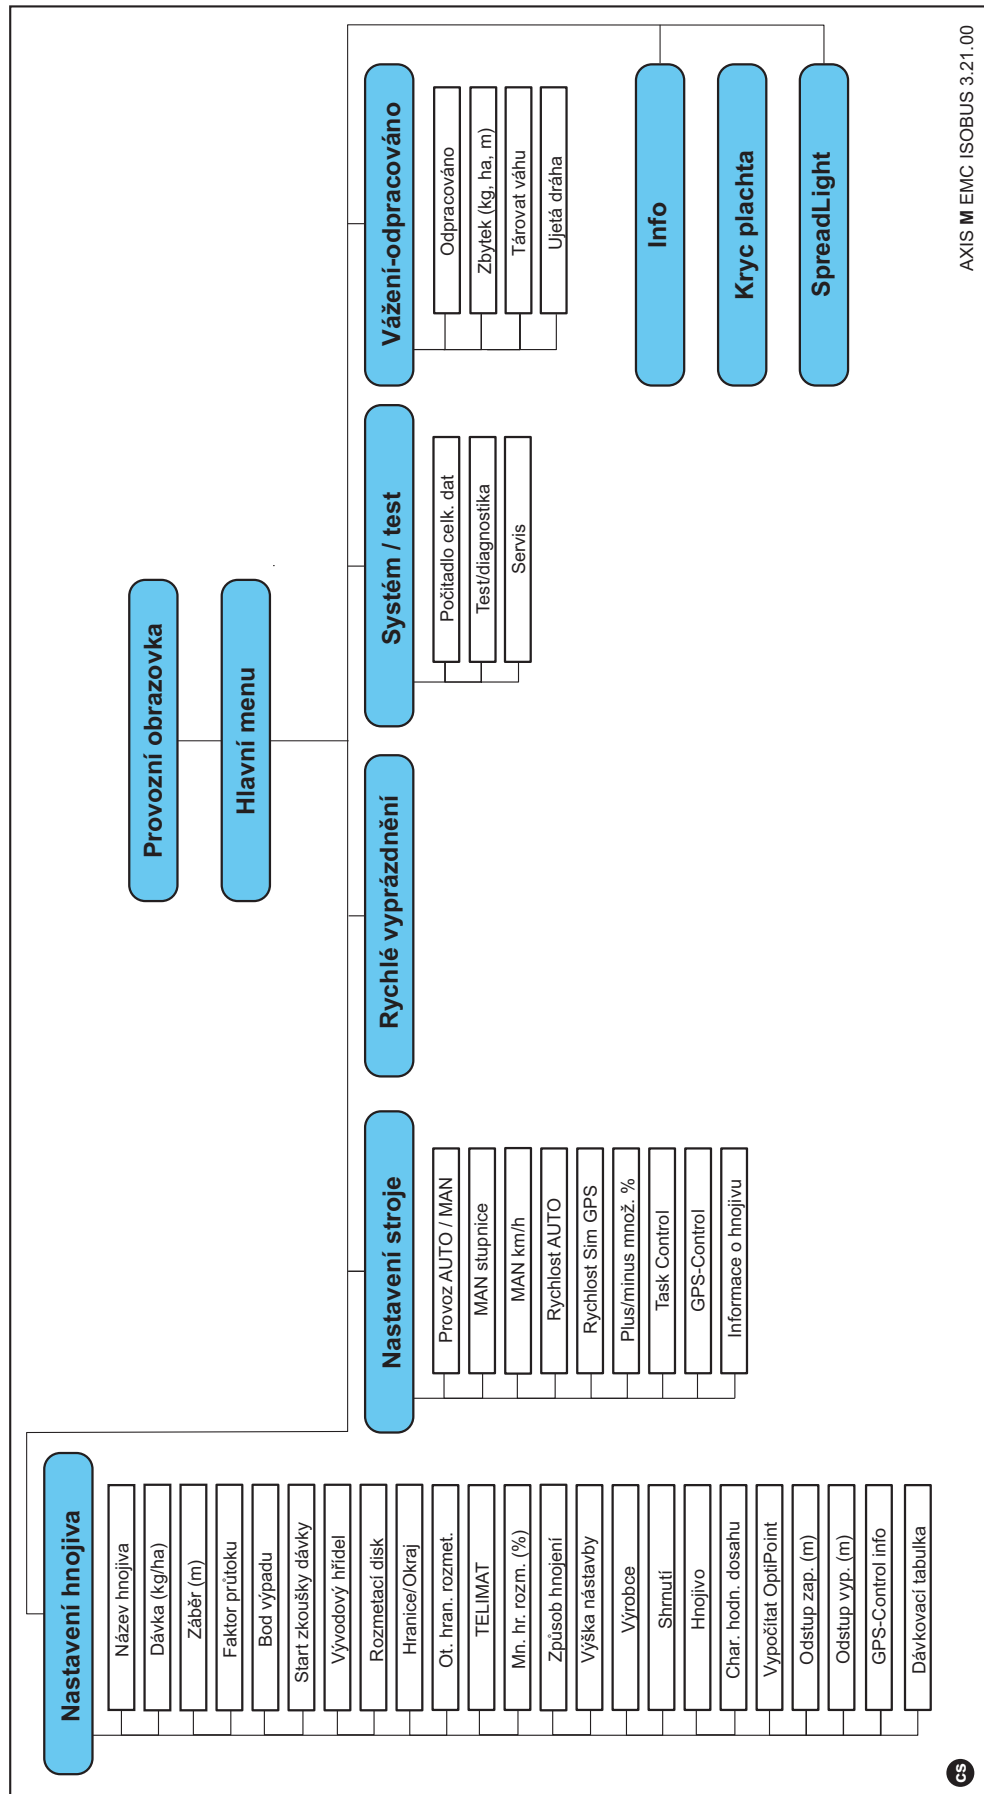 Provozní obrazovka
Hlavní menu
Nastavení hnojiva
Název hnojiva
Dávka (kg/ha)
Záběr (m)
Faktor průtoku
Bod výpadu
Start zkoušky dávky
Vývodový hřídel
Rozmetací disk
Hranice/Okraj
Ot. hran. rozmet.
TELIMAT
Mn. hr. rozm. (%)
Způsob hnojení
Výška nástavby
Výrobce
Shrnutí
Hnojivo
Char. hodn. dosahu
Vypočítat OptiPoint
Odstup zap. (m)
Odstup vyp. (m)
GPS-Control info
Dávkovací tabulka
Nastavení stroje
Provoz AUTO / MAN
MAN stupnice
MAN km/h
Rychlost AUTO
Rychlost Sim GPS
Plus/minus množ. %
Task Control
GPS-Control
Informace o hnojivu
Rychlé vyprázdnění
Systém / test
Počitadlo celk. dat
Test/diagnostika
Servis
Vážení-odpracováno
Odpracováno
Zbytek (kg, ha, m)
Tárovat váhu
Ujetá dráha
Info
Kryc plachta
SpreadLight
cs
AXIS M EMC ISOBUS 3.21.00